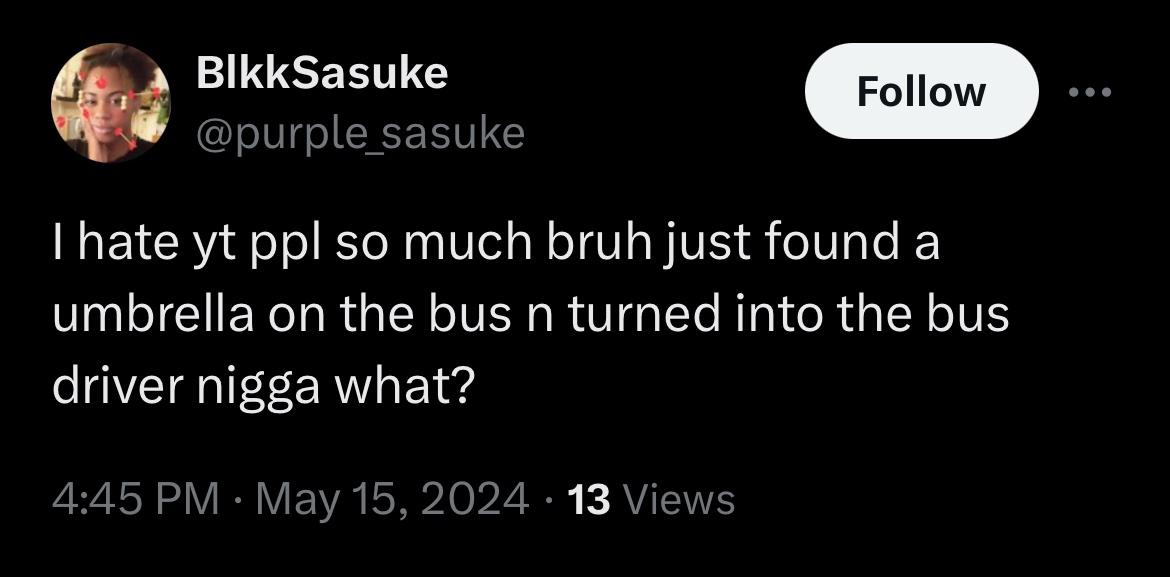 BlkkSasuke
Follow
@purple_sasuke
I hate yt ppl so much bruh just found a
umbrella on the bus n turned into the bus
driver nigga what?
4:45 PM · May 15, 2024 · 13 Views